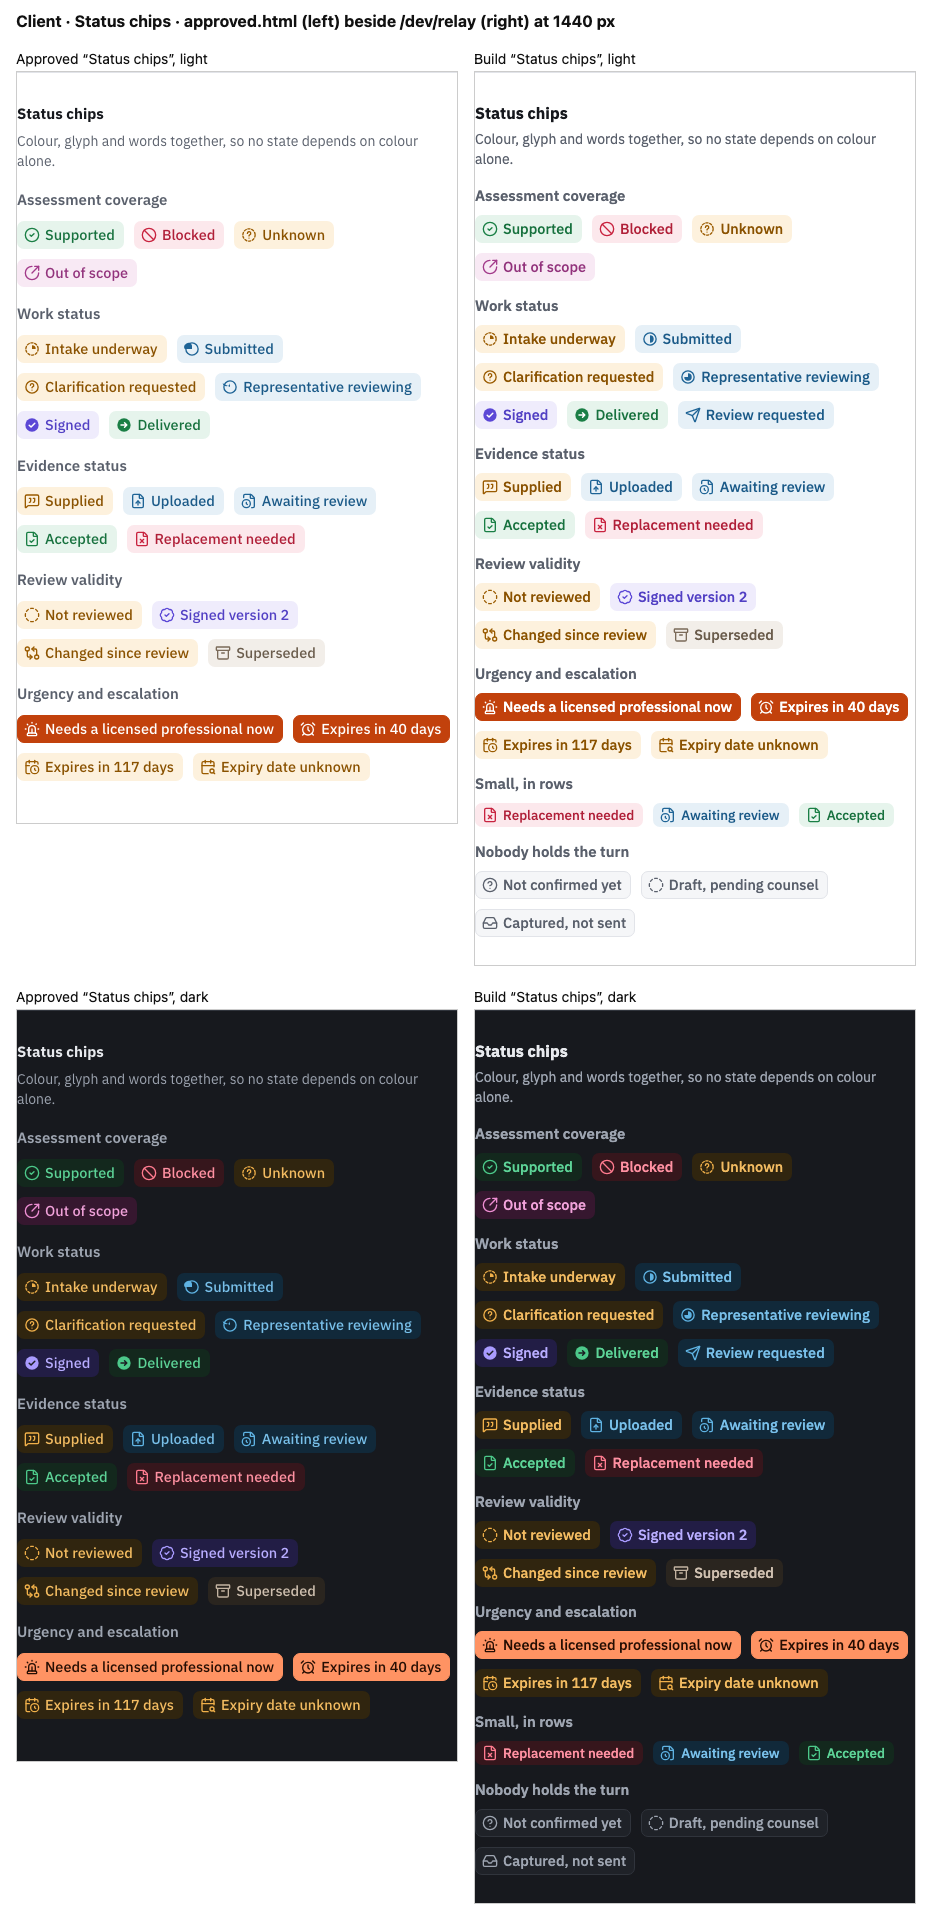 Client · Status chips · approved.html (left) beside /dev/relay (right) at 1440 px
Approved “Status chips”, light
Status chips
Colour, glyph and words together, so no state depends on colour
alone.
Assessment coverage
Supported Blocked Unknown
Out of scope
Work status
Intake underway Submitted
Clarification requested Representative reviewing
Signed Delivered
Evidence status
Supplied Uploaded Awaiting review
Accepted Replacement needed
Review validity
Not reviewed Signed version 2
Changed since review Superseded
Urgency and escalation
Needs a licensed professional now Expires in 40 days
Expires in 117 days Expiry date unknown
Build “Status chips”, light
Status chips
Colour, glyph and words together, so no state depends on colour
alone.
Assessment coverage
Supported Blocked Unknown
Out of scope
Work status
Intake underway Submitted
Clarification requested Representative reviewing
Signed Delivered Review requested
Evidence status
Supplied Uploaded Awaiting review
Accepted Replacement needed
Review validity
Not reviewed Signed version 2
Changed since review Superseded
Urgency and escalation
Needs a licensed professional now Expires in 40 days
Expires in 117 days Expiry date unknown
Small, in rows
Replacement needed Awaiting review Accepted
Nobody holds the turn
Not confirmed yet Draft, pending counsel
Captured, not sent
Approved “Status chips”, dark
Status chips
Colour, glyph and words together, so no state depends on colour
alone.
Assessment coverage
Supported Blocked Unknown
Out of scope
Work status
Intake underway Submitted
Clarification requested Representative reviewing
Signed Delivered
Evidence status
Supplied Uploaded Awaiting review
Accepted Replacement needed
Review validity
Not reviewed Signed version 2
Changed since review Superseded
Urgency and escalation
Needs a licensed professional now Expires in 40 days
Expires in 117 days Expiry date unknown
Build “Status chips”, dark
Status chips
Colour, glyph and words together, so no state depends on colour
alone.
Assessment coverage
Supported Blocked Unknown
Out of scope
Work status
Intake underway Submitted
Clarification requested Representative reviewing
Signed Delivered Review requested
Evidence status
Supplied Uploaded Awaiting review
Accepted Replacement needed
Review validity
Not reviewed Signed version 2
Changed since review Superseded
Urgency and escalation
Needs a licensed professional now Expires in 40 days
Expires in 117 days Expiry date unknown
Small, in rows
Replacement needed Awaiting review Accepted
Nobody holds the turn
Not confirmed yet Draft, pending counsel
Captured, not sent